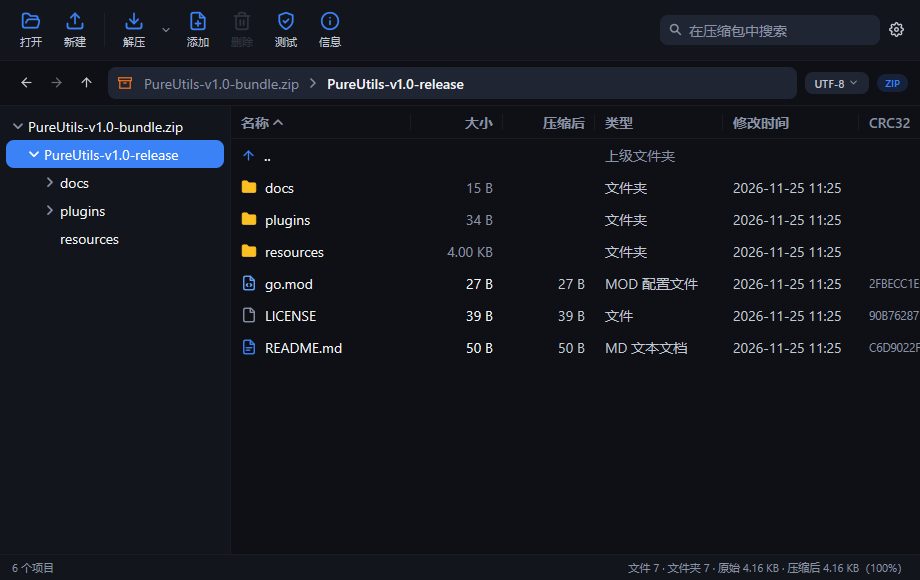 打开 新建 解压 添加 删除 测试 信息 在压缩包中搜索
PureUtils-v1.0-bundle.zip PureUtils-v1.0-release UTF-8 ZIP
PureUtils-v1.0-bundle.zip
PureUtils-v1.0-release
docs
plugins
resources
名称 大小 压缩后 类型 修改时间 CRC32
.. 上级文件夹
docs 15 B 文件夹 2026-11-25 11:25
plugins 34 B 文件夹 2026-11-25 11:25
resources 4.00 KB 文件夹 2026-11-25 11:25
go.mod 27 B 27 B MOD 配置文件 2026-11-25 11:25 2FBECC1E
LICENSE 39 B 39 B 文件 2026-11-25 11:25 90B76287
README.md 50 B 50 B MD 文本文档 2026-11-25 11:25 C6D9022F
6 个项目 文件 7 · 文件夹 7 · 原始 4.16 KB · 压缩后 4.16 KB (100%)